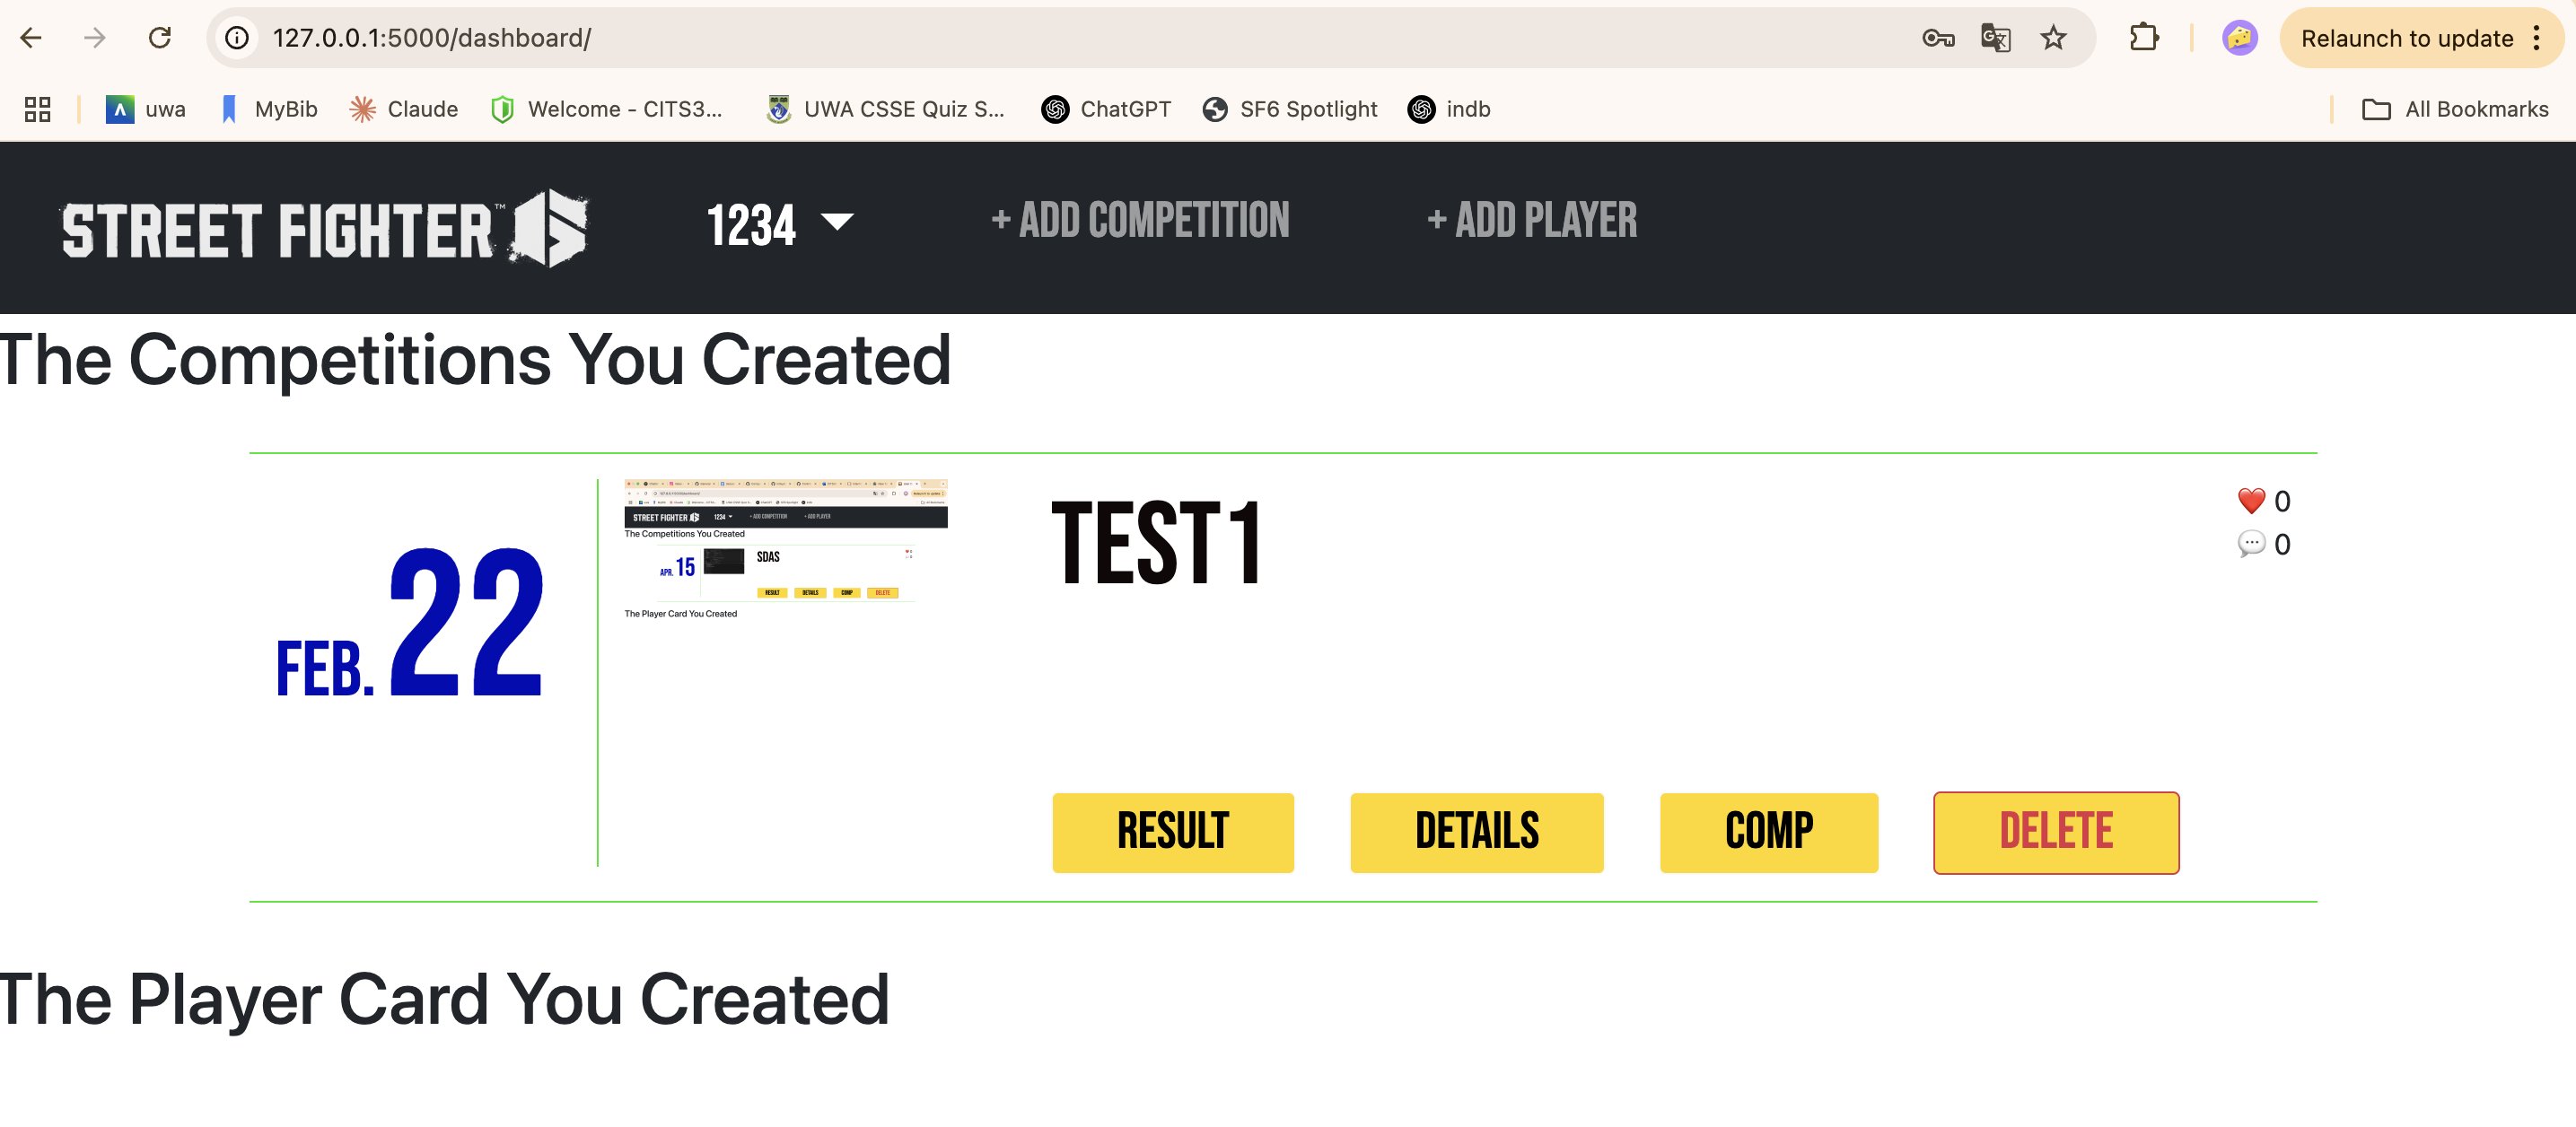 127.0.0.1:5000/dashboard/
Relaunch to update
uwa
MyBib
Claude
Welcome - CITS3...
UWA CSSE Quiz S...
ChatGPT
SF6 Spotlight
indb
All Bookmarks
STREET FIGHTER™ 6
1234
+ ADD COMPETITION
+ ADD PLAYER
The Competitions You Created
FEB. 22
STREET FIGHTER 6
1234
+ ADD COMPETITION
+ ADD PLAYER
The Competitions You Created
APR. 15
SDAS
RESULT
DETAILS
COMP
DELETE
The Player Card You Created
TEST1
❤️ 0
💬 0
RESULT
DETAILS
COMP
DELETE
The Player Card You Created